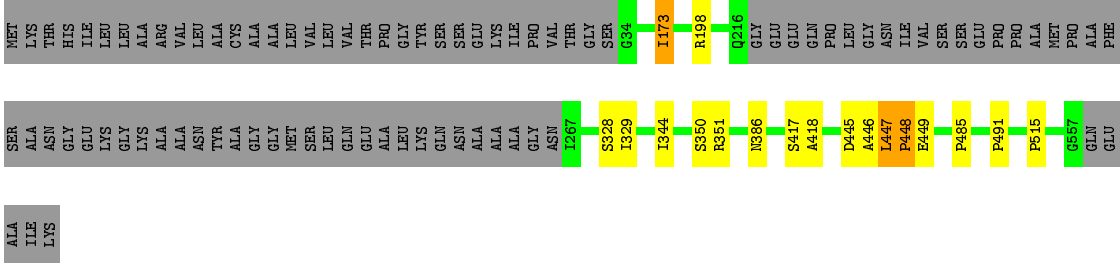 MET LYS THR HIS ILE LEU LEU ALA ARG VAL LEU ALA CYS ALA ALA LEU VAL LEU VAL THR PRO GLY TYR SER SER GLU LYS ILE PRO VAL THR GLY SER G34 I173 R198 Q216 GLY GLU GLU GLN PRO LEU GLY ASN ILE VAL SER SER GLU PRO PRO ALA MET PRO ALA PHE
SER ALA ASN GLY GLU LYS GLY LYS ALA ALA ASN TYR ALA GLY GLY MET SER LEU GLN GLU ALA LEU LYS GLN ASN ALA ALA ALA GLY ASN I267 S328 I329 I344 S350 R351 N386 S417 A418 D445 A446 L447 P448 E449 P485 P491 P515 G557 GLN GLU
ALA ILE LYS